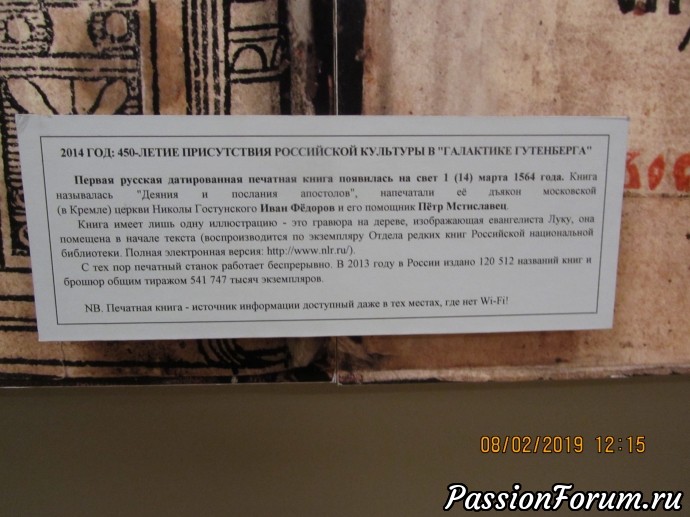 2014 ГОД: 450-ЛЕТИЕ ПРИСУТСТВИЯ РОССИЙСКОЙ КУЛЬТУРЫ В "ГАЛАКТИКЕ ГУТЕНБЕРГА"
Первая русская датированная печатная книга появилась на свет 1 (14) марта 1564 года. Книга
называлась "Деяния и послания апостолов", напечатали её дьякон московской
(в Кремле) церкви Николы Гостунского Иван Фёдоров и его помощник Пётр Мстиславец.
Книга имеет лишь одну иллюстрацию - это гравюра на дереве, изображающая евангелиста Луку, она
помещена в начале текста (воспроизводится по экземпляру Отдела редких книг Российской национальной
библиотеки. Полная электронная версия: http://www.nlr.ru/).
С тех пор печатный станок работает беспрерывно. В 2013 году в России издано 120 512 названий книг и
брошюр общим тиражом 541 747 тысяч экземпляров.
NB. Печатная книга - источник информации доступный даже в тех местах, где нет Wi-Fi!
08/02/2019 12:15
PassionForum.ru